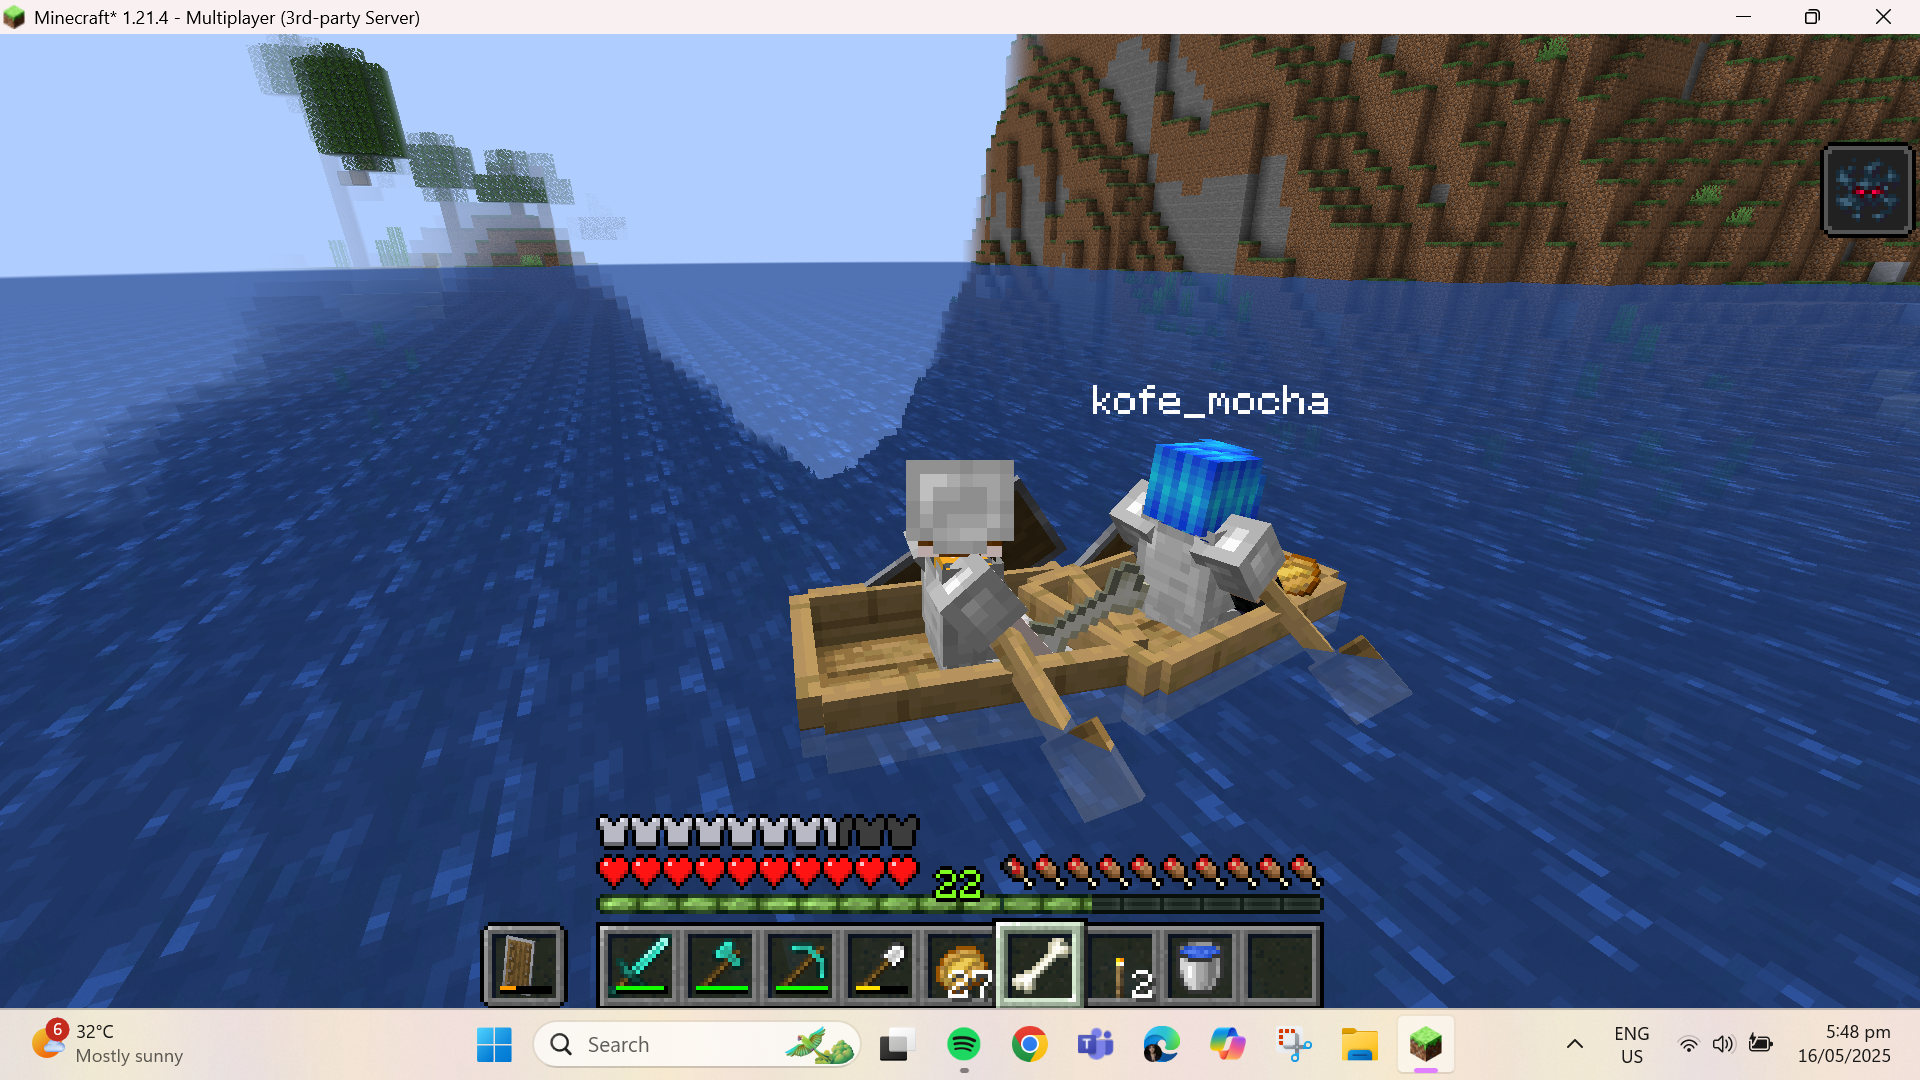 Minecraft* 1.21.4 - Multiplayer (3rd-party Server)
kofe_mocha
22
27
2
6
32°C
Mostly sunny
Search
ENG
US
5:48 pm
16/05/2025